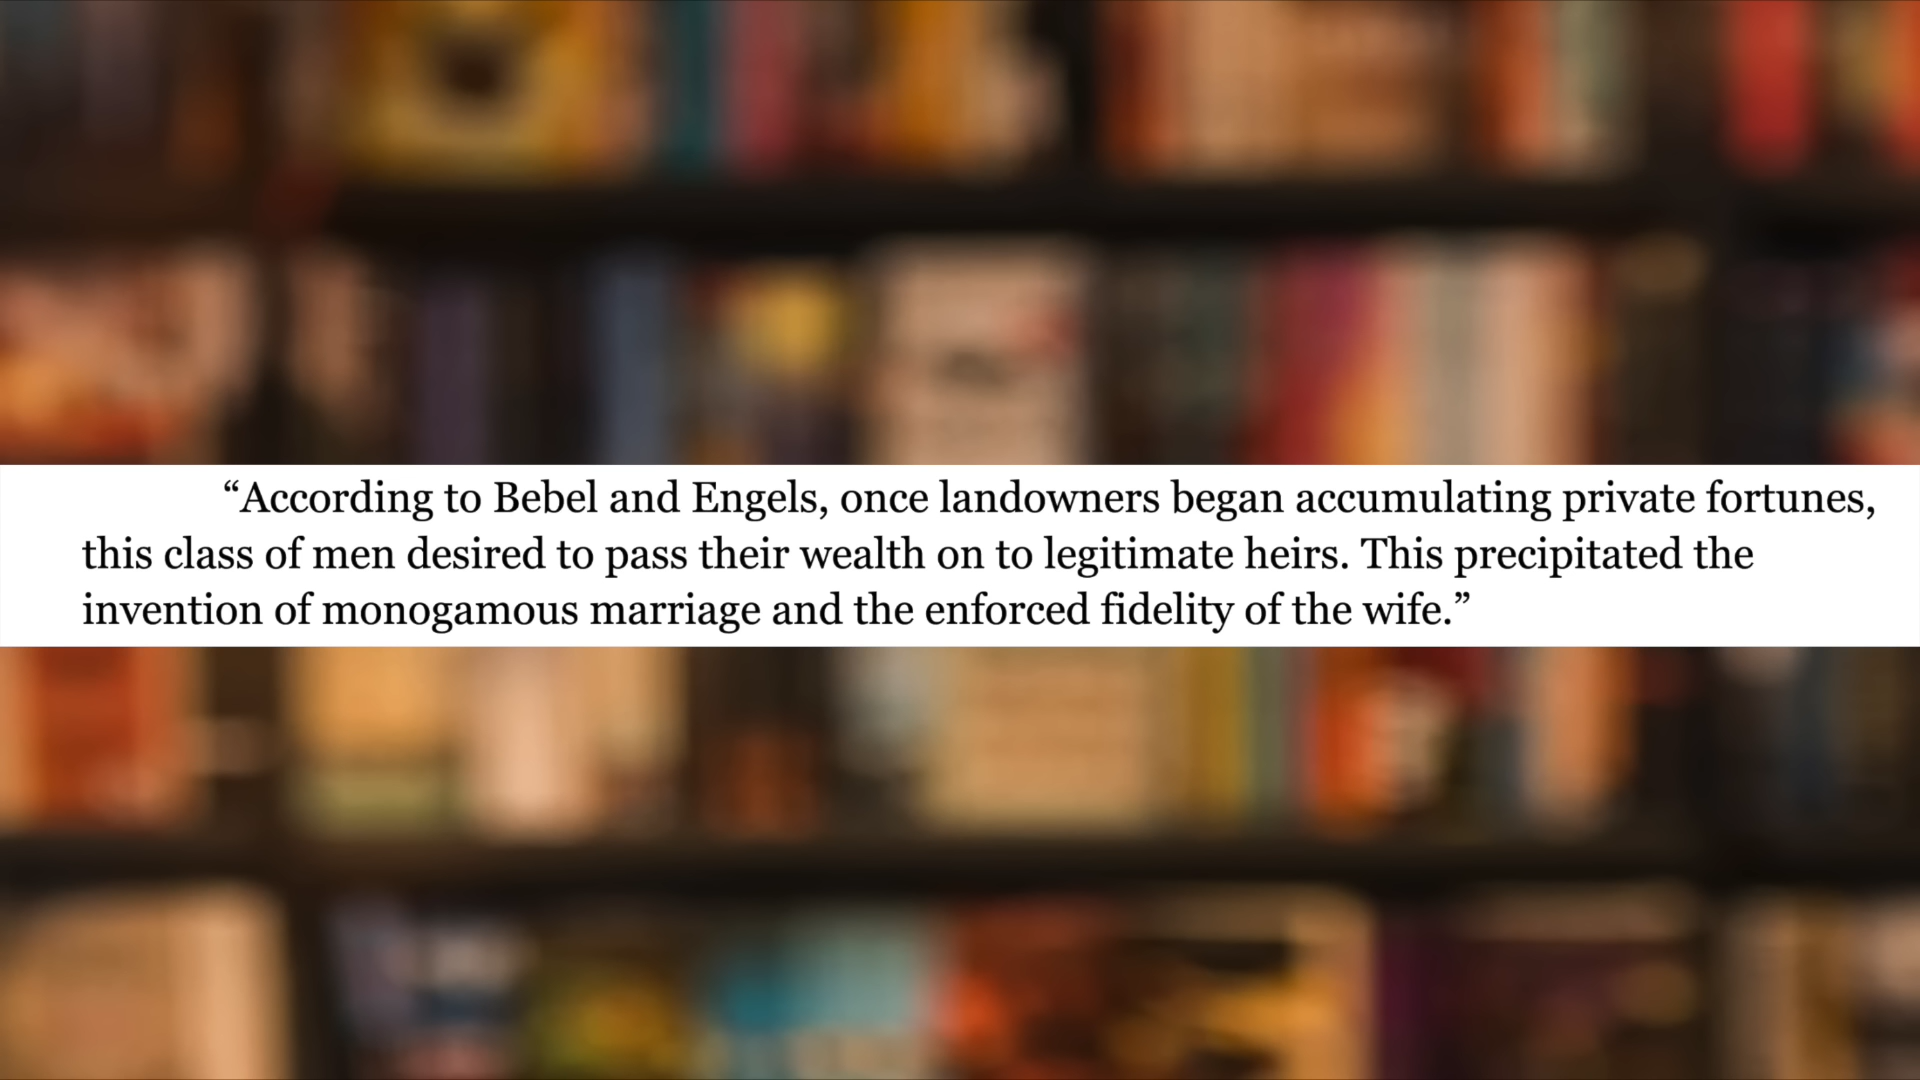 “According to Bebel and Engels, once landowners began accumulating private fortunes,
this class of men desired to pass their wealth on to legitimate heirs. This precipitated the
invention of monogamous marriage and the enforced fidelity of the wife.”